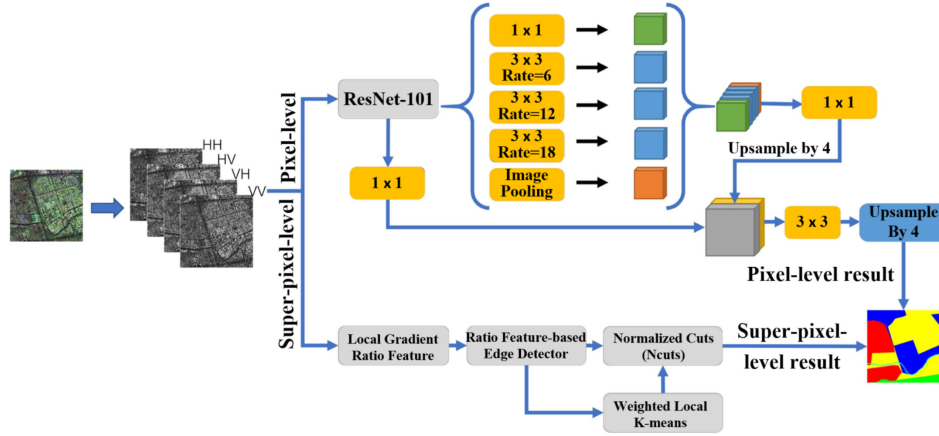 HH
HV
VH
VV
Pixel-level
Super-pixel-level
ResNet-101
1 x 1
1 x 1
3 x 3
Rate=6
3 x 3
Rate=12
3 x 3
Rate=18
Image
Pooling
1 x 1
Upsample by 4
3 x 3
Upsample
By 4
Pixel-level result
Local Gradient
Ratio Feature
Ratio Feature-based
Edge Detector
Normalized Cuts
(Ncuts)
Weighted Local
K-means
Super-pixel-
level result